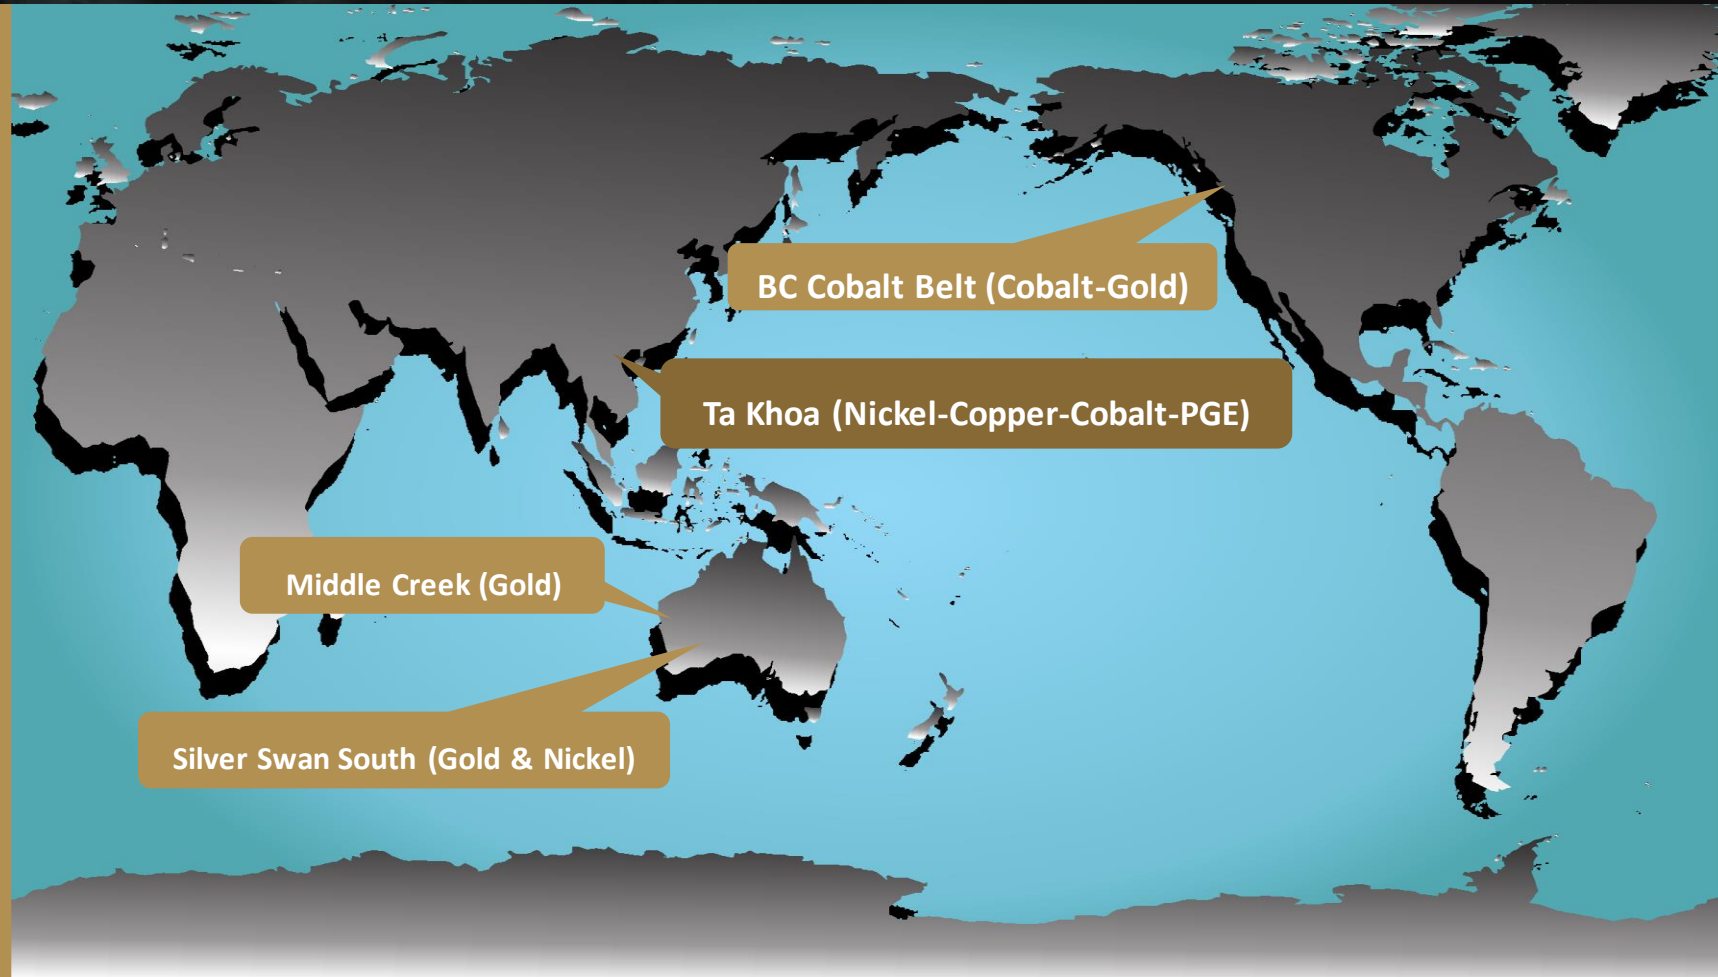 BC Cobalt Belt (Cobalt-Gold)
Ta Khoa (Nickel-Copper-Cobalt-PGE)
Middle Creek (Gold)
Silver Swan South (Gold & Nickel)